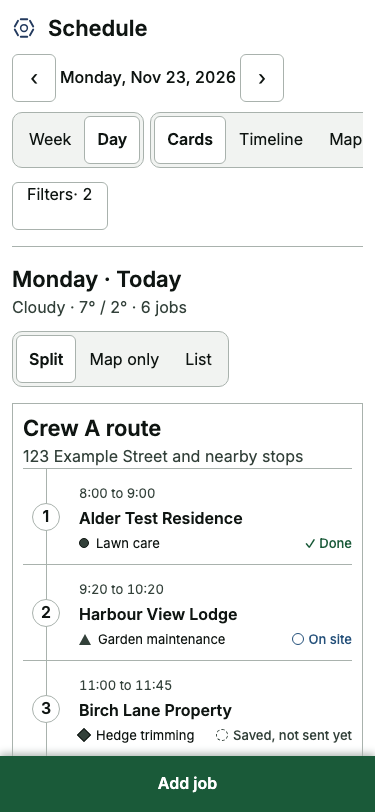 Schedule
‹ Monday, Nov 23, 2026 ›
Week Day Cards Timeline Map
Filters· 2
Monday · Today
Cloudy · 7° / 2° · 6 jobs
Split Map only List
Crew A route
123 Example Street and nearby stops
8:00 to 9:00
1 Alder Test Residence
Lawn care ✓ Done
9:20 to 10:20
2 Harbour View Lodge
Garden maintenance On site
11:00 to 11:45
3 Birch Lane Property
Hedge trimming Saved, not sent yet
Add job